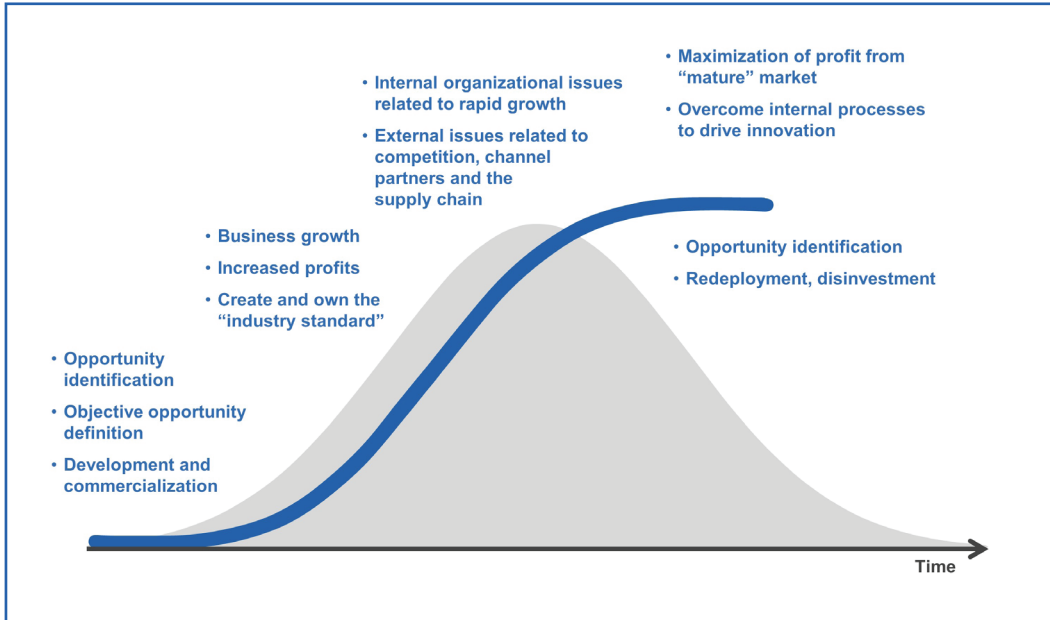 • Opportunity
identification
• Objective opportunity
definition
• Development and
commercialization
• Business growth
• Increased profits
• Create and own the
“industry standard”
• Internal organizational issues
related to rapid growth
• External issues related to
competition, channel
partners and the
supply chain
• Maximization of profit from
“mature” market
• Overcome internal processes
to drive innovation
• Opportunity identification
• Redeployment, disinvestment
Time